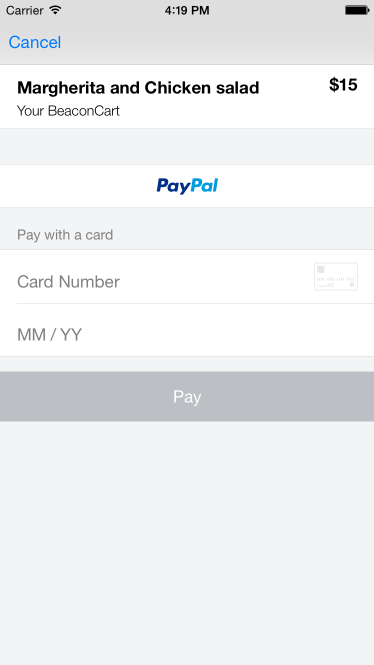 Carrier 4:19 PM
Cancel
Margherita and Chicken salad $15
Your BeaconCart
PayPal
Pay with a card
Card Number
MM / YY
Pay